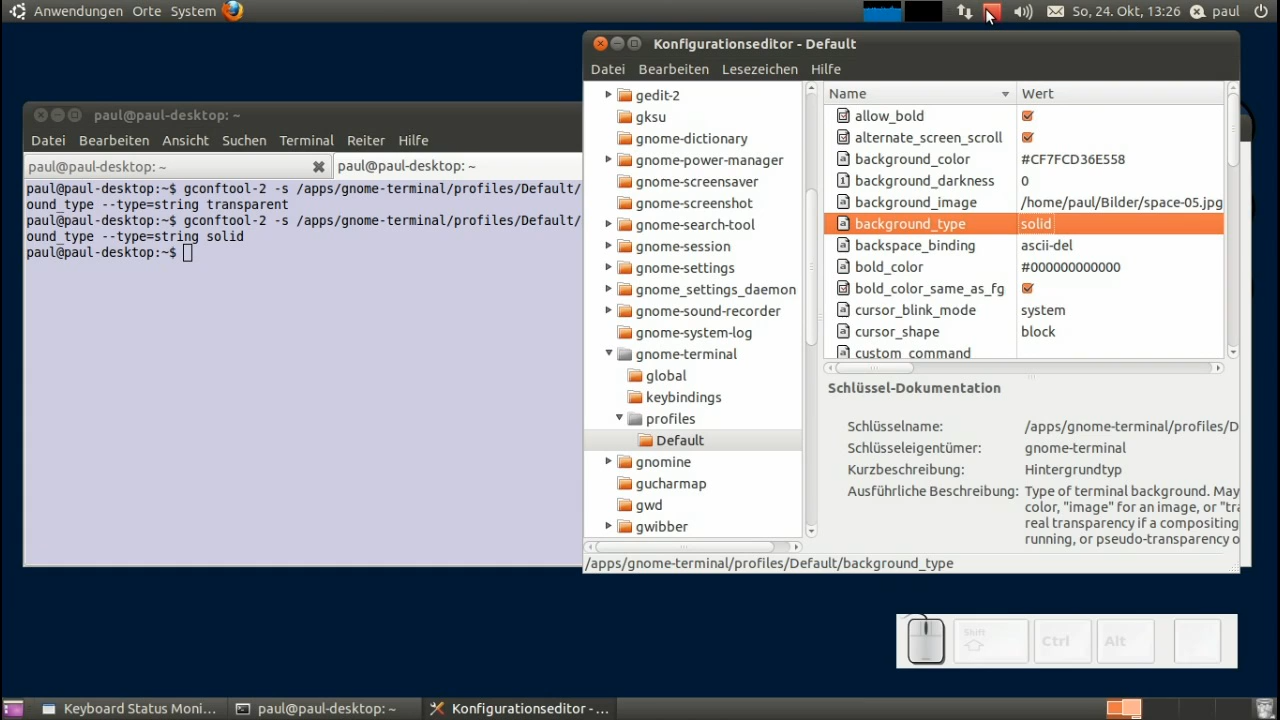 Anwendungen Orte System So, 24. Okt, 13:26 paul
Konfigurationseditor - Default
Datei Bearbeiten Lesezeichen Hilfe
paul@paul-desktop: ~
Datei Bearbeiten Ansicht Suchen Terminal Reiter Hilfe
paul@paul-desktop: ~ paul@paul-desktop: ~
paul@paul-desktop:~$ gconftool-2 -s /apps/gnome-terminal/profiles/Default/
ound_type --type=string transparent
paul@paul-desktop:~$ gconftool-2 -s /apps/gnome-terminal/profiles/Default/
ound_type --type=string solid
paul@paul-desktop:~$
gedit-2
gksu
gnome-dictionary
gnome-power-manager
gnome-screensaver
gnome-screenshot
gnome-search-tool
gnome-session
gnome-settings
gnome_settings_daemon
gnome-sound-recorder
gnome-system-log
gnome-terminal
global
keybindings
profiles
Default
gnomine
gucharmap
gwd
gwibber
Name Wert
allow_bold
alternate_screen_scroll
background_color #CF7FCD36E558
background_darkness 0
background_image /home/paul/Bilder/space-05.jpg
background_type solid
backspace_binding ascii-del
bold_color #000000000000
bold_color_same_as_fg
cursor_blink_mode system
cursor_shape block
custom_command
Schlüssel-Dokumentation
Schlüsselname: /apps/gnome-terminal/profiles/D
Schlüsseleigentümer: gnome-terminal
Kurzbeschreibung: Hintergrundtyp
Ausführliche Beschreibung: Type of terminal background. May
color, "image" for an image, or "tra
real transparency if a compositing
running, or pseudo-transparency o
/apps/gnome-terminal/profiles/Default/background_type
Shift Ctrl Alt
Keyboard Status Moni... paul@paul-desktop: ~ Konfigurationseditor - ...